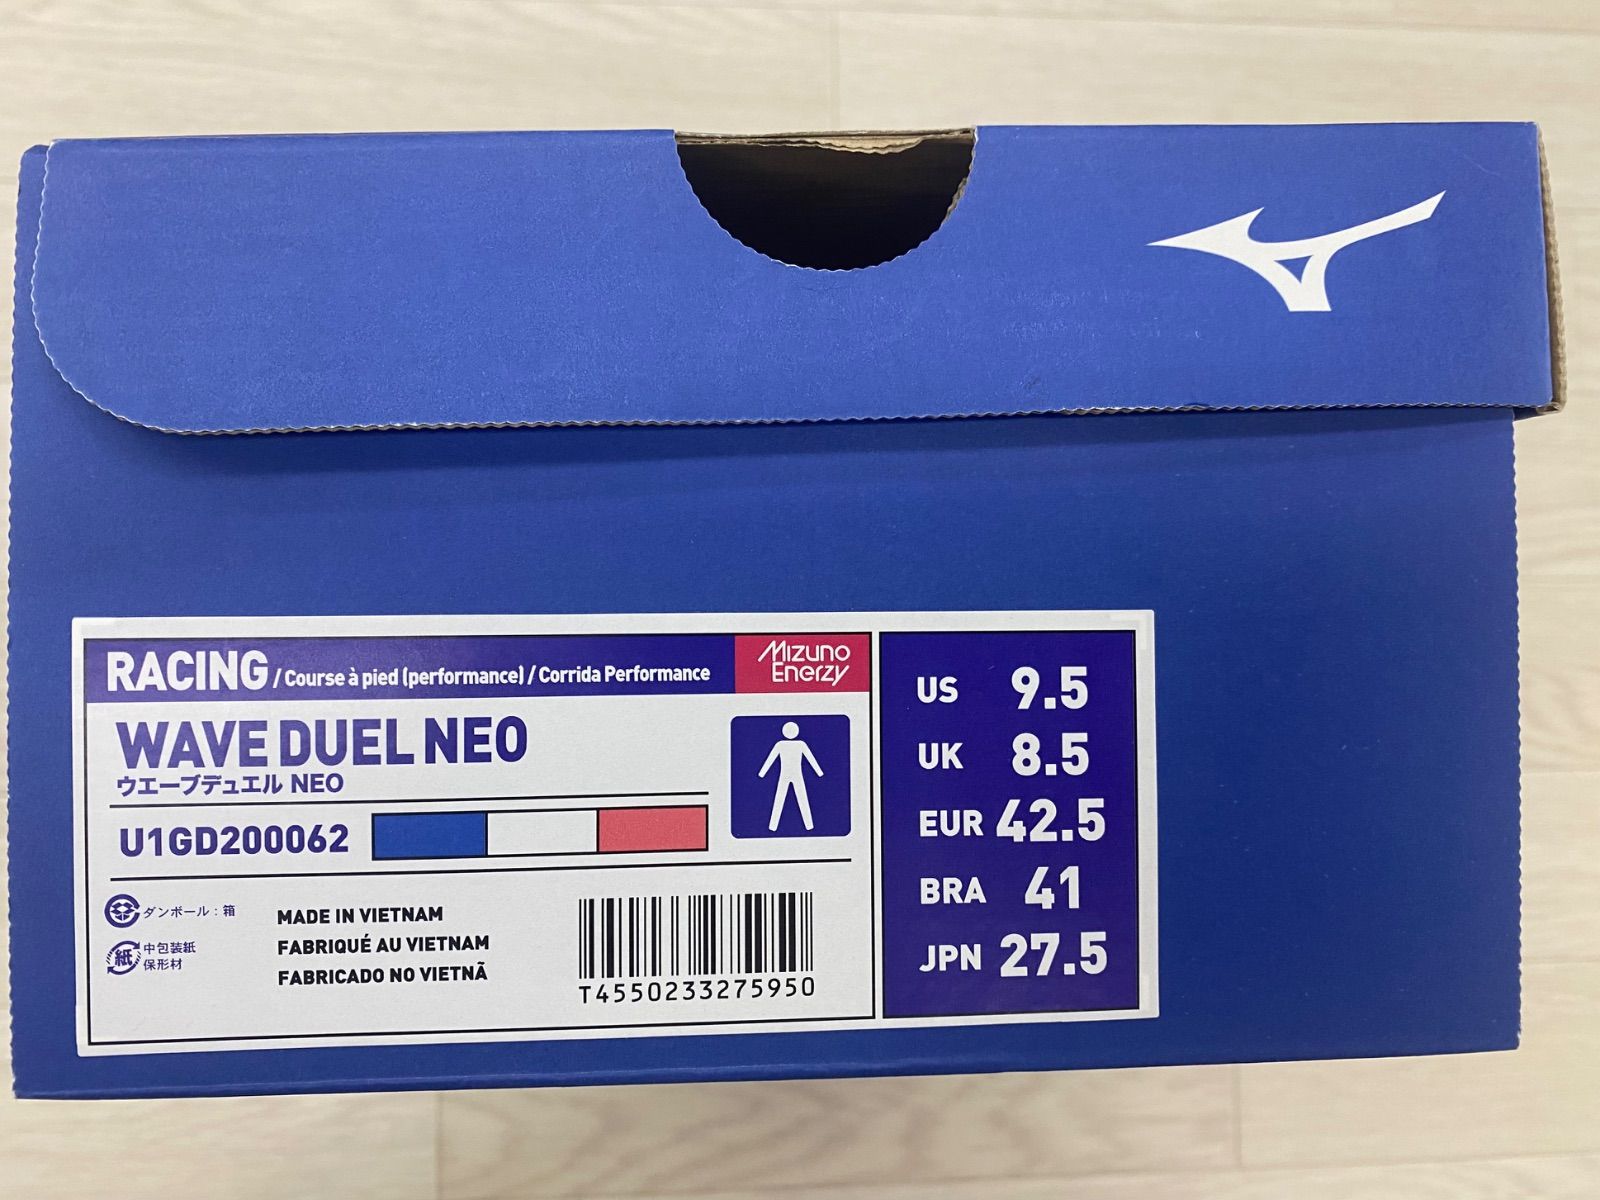 RACING / Course à pied (performance) / Corrida Performance
Mizuno
Enerzy
WAVE DUEL NEO
ウエーブデュエル NEO
U1GD200062
ダンボール：箱
紙
中包装紙
保形材
MADE IN VIETNAM
FABRIQUÉ AU VIETNAM
FABRICADO NO VIETNÃ
T4550233275950
US 9.5
UK 8.5
EUR 42.5
BRA 41
JPN 27.5